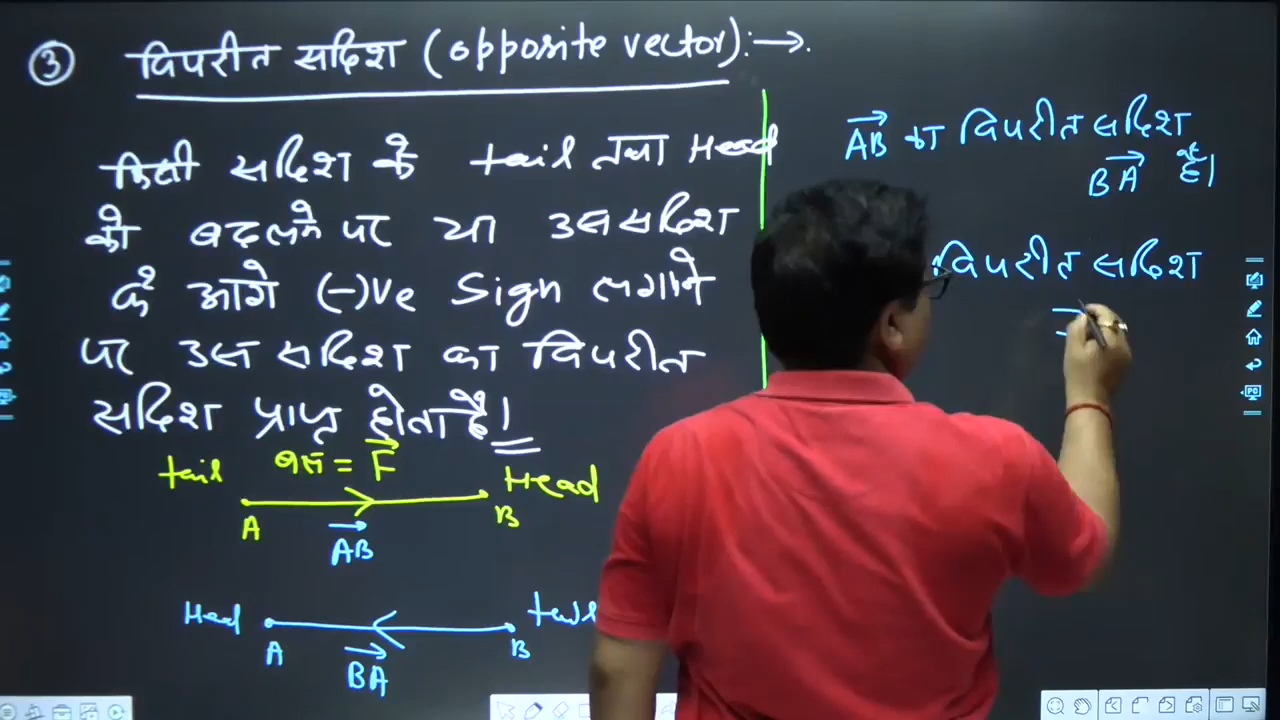 ③ विपरीत सदिश (opposite vector):→.
किसी सदिश के tail तथा Head
को बदलने पर या उस सदिश
के आगे (-)ve Sign लगाने
पर उस सदिश का विपरीत
सदिश प्राप्त होता है।
tail बल = F⃗ Head
A B
AB⃗
Head tail
A B
BA⃗
AB⃗ का विपरीत सदिश
BA⃗ है।
विपरीत सदिश